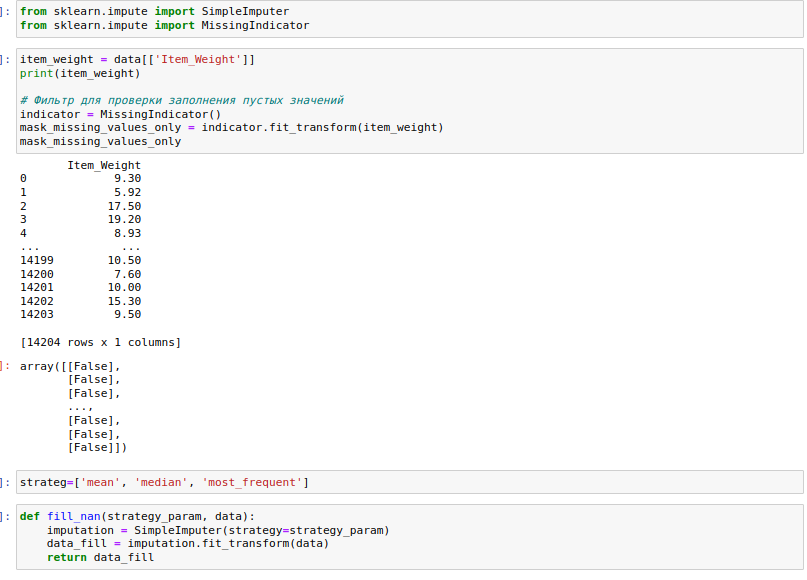 ]: from sklearn.impute import SimpleImputer
from sklearn.impute import MissingIndicator
]: item_weight = data[['Item_Weight']]
print(item_weight)
# Фильтр для проверки заполнения пустых значений
indicator = MissingIndicator()
mask_missing_values_only = indicator.fit_transform(item_weight)
mask_missing_values_only
Item_Weight
0 9.30
1 5.92
2 17.50
3 19.20
4 8.93
... ...
14199 10.50
14200 7.60
14201 10.00
14202 15.30
14203 9.50
[14204 rows x 1 columns]
]: array([[False],
[False],
[False],
...,
[False],
[False],
[False]])
]: strateg=['mean', 'median', 'most_frequent']
]: def fill_nan(strategy_param, data):
imputation = SimpleImputer(strategy=strategy_param)
data_fill = imputation.fit_transform(data)
return data_fill